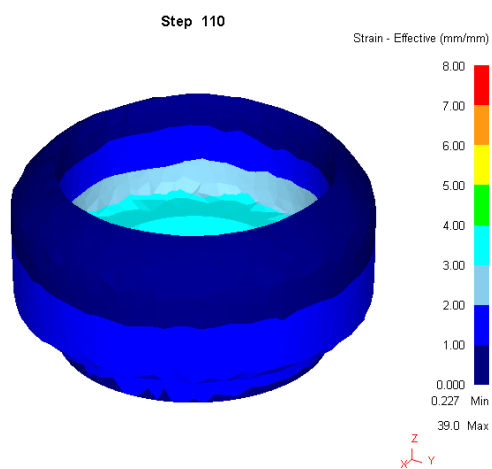 Step 110
Strain - Effective (mm/mm)
8.00
7.00
6.00
5.00
4.00
3.00
2.00
1.00
0.000
0.227 Min
39.0 Max
Z
X Y